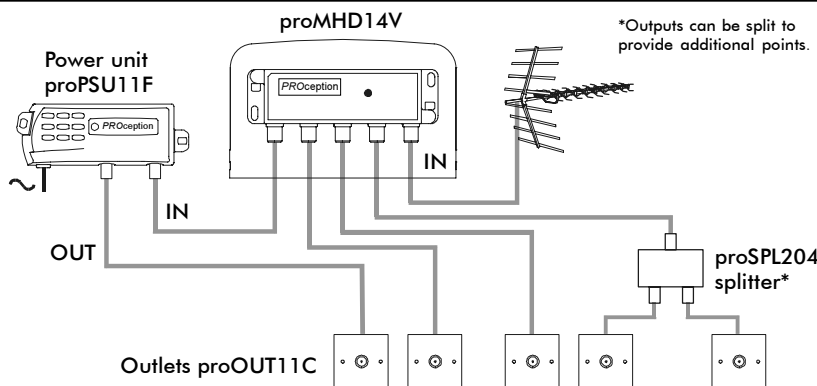 proMHD14V
*Outputs can be split to
provide additional points.
Power unit
proPSU11F
PROception
PROception
IN
IN
OUT
proSPL204
splitter*
Outlets proOUT11C